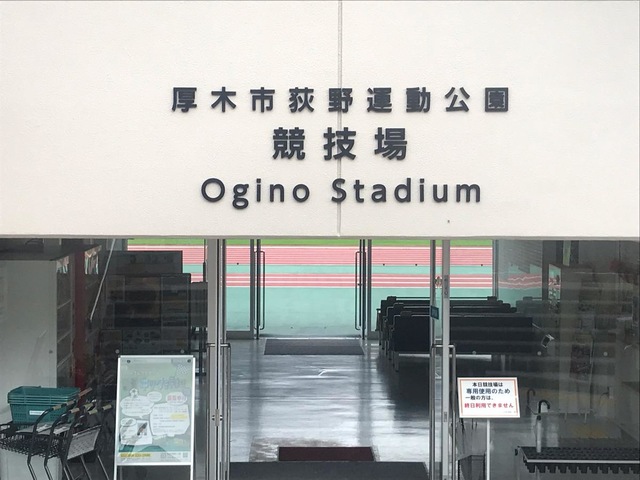 厚木市荻野運動公園
競技場
Ogino Stadium
本日競技場は
専用使用のため
一般の方は、
終日利用できません